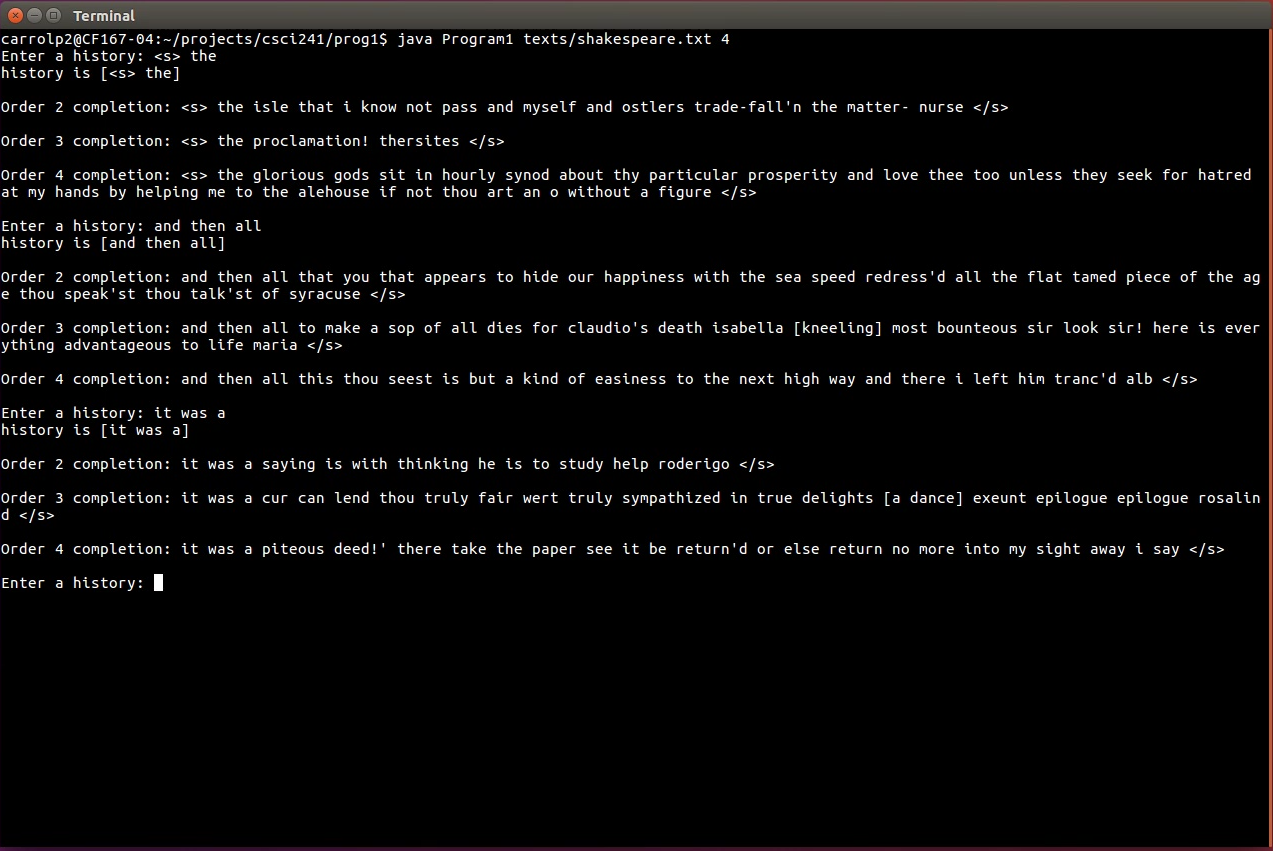 Terminal
carrolp2@CF167-04:~/projects/csci241/prog1$ java Program1 texts/shakespeare.txt 4
Enter a history: <s> the
history is [<s> the]
Order 2 completion: <s> the isle that i know not pass and myself and ostlers trade-fall'n the matter- nurse </s>
Order 3 completion: <s> the proclamation! thersites </s>
Order 4 completion: <s> the glorious gods sit in hourly synod about thy particular prosperity and love thee too unless they seek for hatred
at my hands by helping me to the alehouse if not thou art an o without a figure </s>
Enter a history: and then all
history is [and then all]
Order 2 completion: and then all that you that appears to hide our happiness with the sea speed redress'd all the flat tamed piece of the ag
e thou speak'st thou talk'st of syracuse </s>
Order 3 completion: and then all to make a sop of all dies for claudio's death isabella [kneeling] most bounteous sir look sir! here is ever
ything advantageous to life maria </s>
Order 4 completion: and then all this thou seest is but a kind of easiness to the next high way and there i left him tranc'd alb </s>
Enter a history: it was a
history is [it was a]
Order 2 completion: it was a saying is with thinking he is to study help roderigo </s>
Order 3 completion: it was a cur can lend thou truly fair wert truly sympathized in true delights [a dance] exeunt epilogue epilogue rosalin
d </s>
Order 4 completion: it was a piteous deed!' there take the paper see it be return'd or else return no more into my sight away i say </s>
Enter a history: